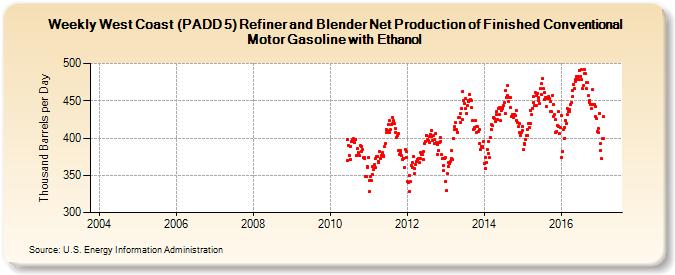 Weekly West Coast (PADD 5) Refiner and Blender Net Production of Finished Conventional
Motor Gasoline with Ethanol
Thousand Barrels per Day
500
450
400
350
300
2004 2006 2008 2010 2012 2014 2016
Source: U.S. Energy Information Administration